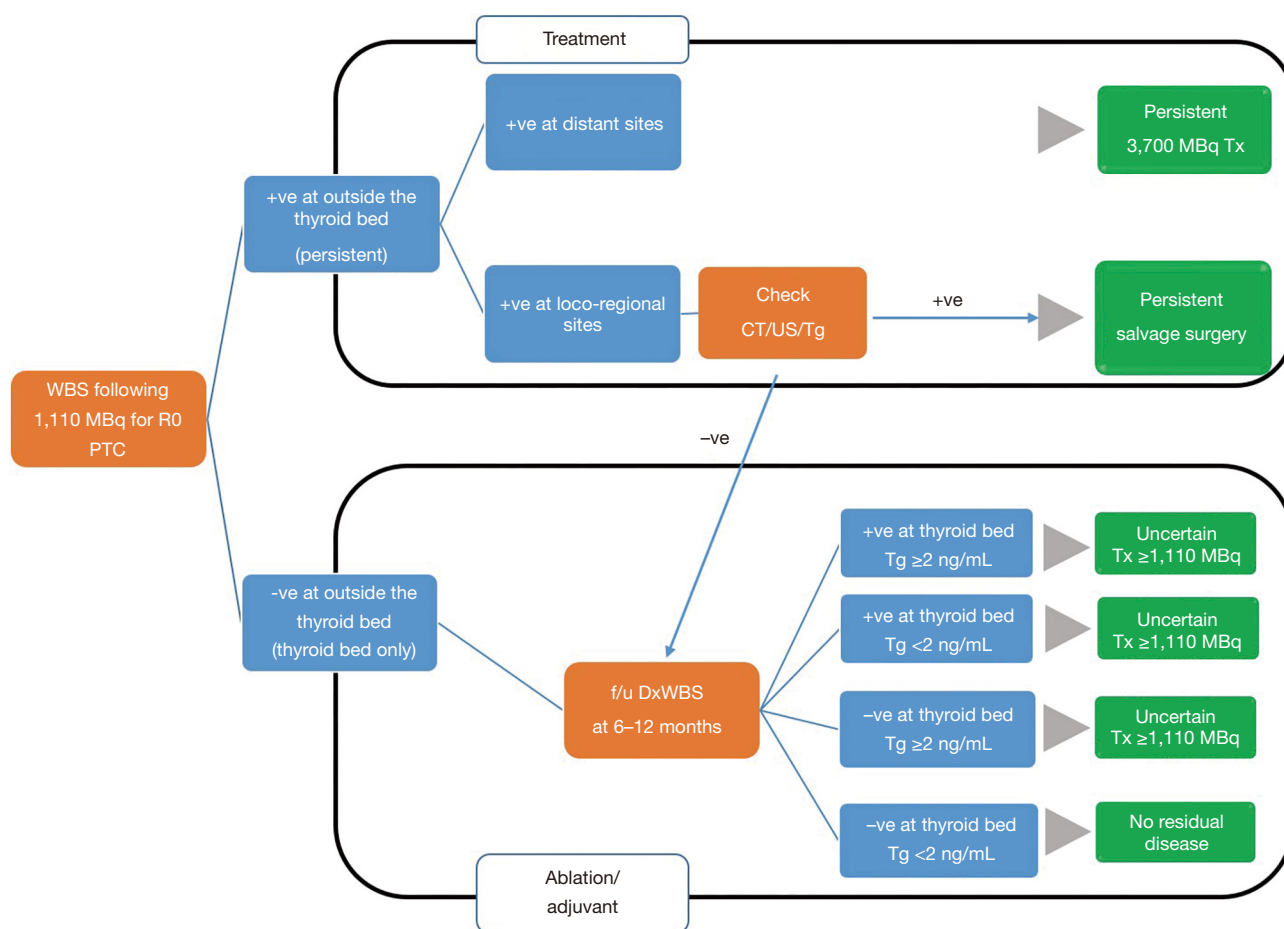 Treatment
+ve at distant sites
Persistent
3,700 MBq Tx
+ve at outside the
thyroid bed
(persistent)
+ve at loco-regional
sites
Check
CT/US/Tg
+ve
Persistent
salvage surgery
WBS following
1,110 MBq for R0
PTC
–ve
-ve at outside the
thyroid bed
(thyroid bed only)
f/u DxWBS
at 6–12 months
+ve at thyroid bed
Tg ≥2 ng/mL
Uncertain
Tx ≥1,110 MBq
+ve at thyroid bed
Tg <2 ng/mL
Uncertain
Tx ≥1,110 MBq
–ve at thyroid bed
Tg ≥2 ng/mL
Uncertain
Tx ≥1,110 MBq
–ve at thyroid bed
Tg <2 ng/mL
No residual
disease
Ablation/
adjuvant